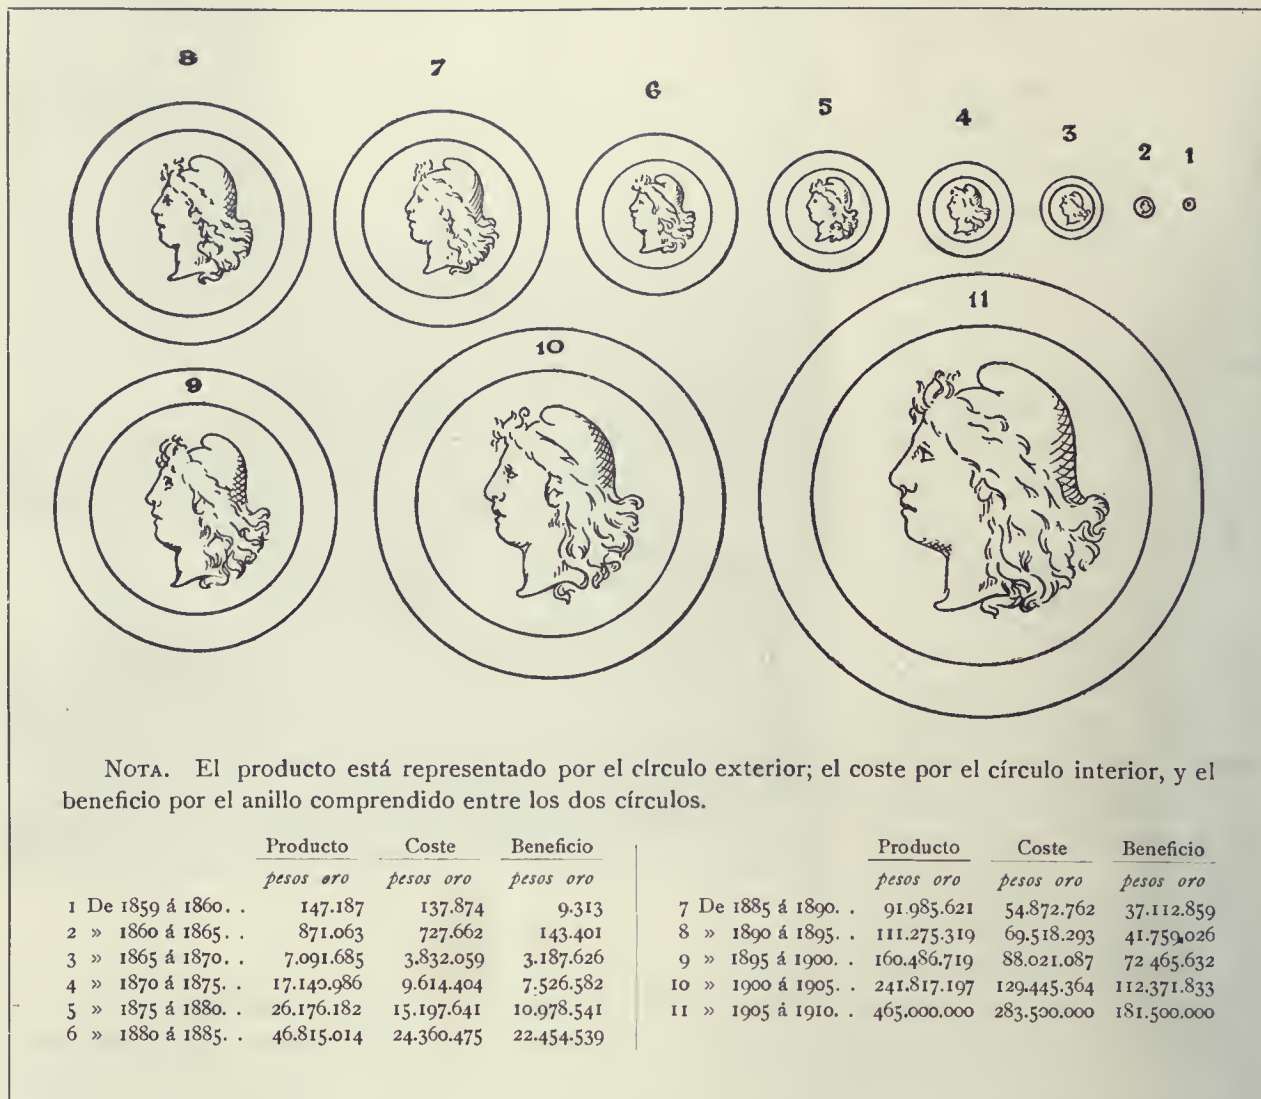 8
7
6
5
4
3
2
1
11
10
9
NOTA. El producto está representado por el círculo exterior; el coste por el círculo interior, y el
beneficio por el anillo comprendido entre los dos círculos.
Producto Coste Beneficio
pesos oro pesos oro pesos oro
1 De 1859 á 1860. . 147.187 137.874 9.313
2 » 1860 á 1865. . 871.063 727.662 143.401
3 » 1865 á 1870. . 7.091.685 3.832.059 3.187.626
4 » 1870 á 1875. . 17.140.986 9.614.404 7.526.582
5 » 1875 á 1880. . 26.176.182 15.197.641 10.978.541
6 » 1880 á 1885. . 46.815.014 24.360.475 22.454.539
Producto Coste Beneficio
pesos oro pesos oro pesos oro
7 De 1885 á 1890. . 91.985.621 54.872.762 37.112.859
8 » 1890 á 1895. . 111.275.319 69.518.293 41.759.026
9 » 1895 á 1900. . 160.486.719 88.021.087 72 465.632
10 » 1900 á 1905. . 241.817.197 129.445.364 112.371.833
11 » 1905 á 1910. . 465.000.000 283.500.000 181.500.000